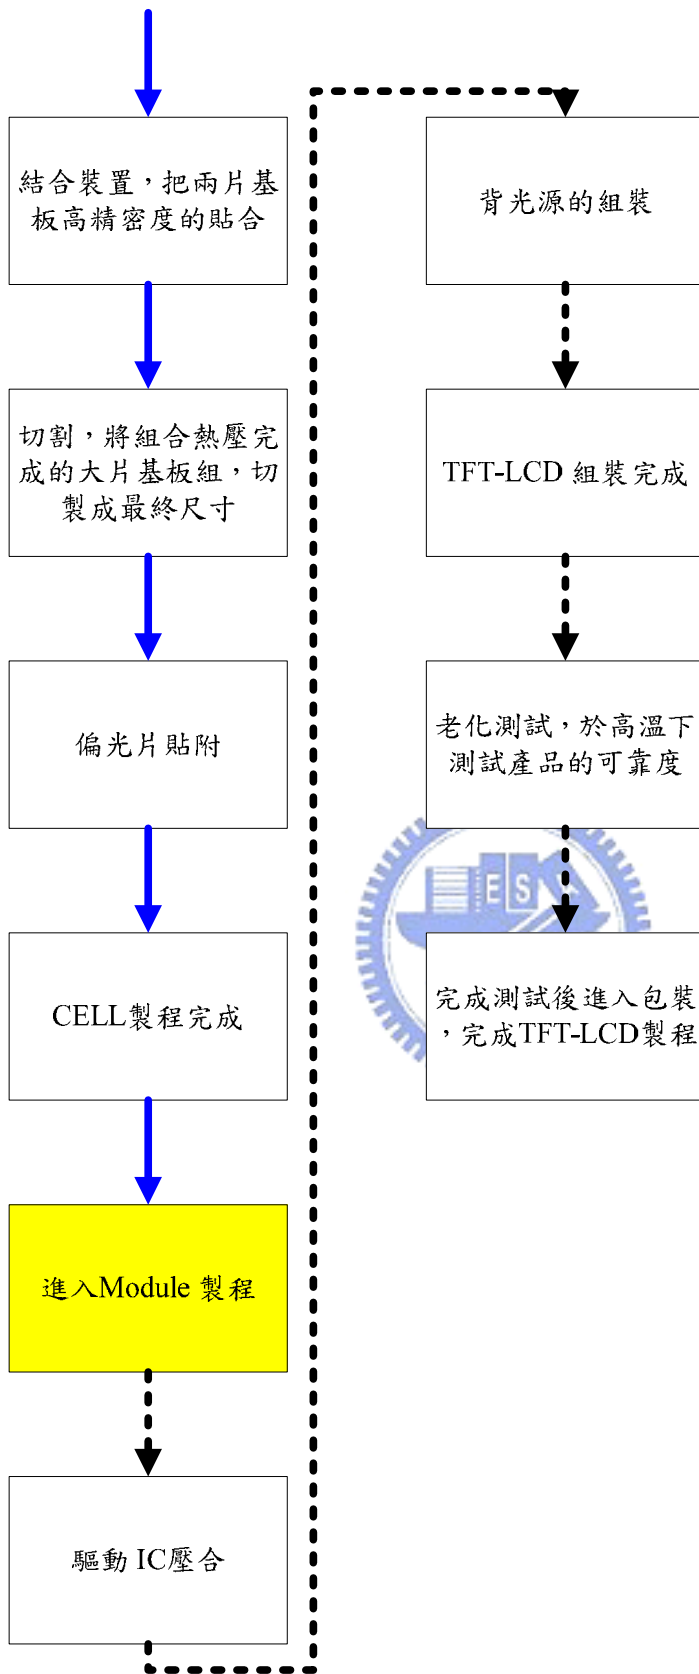 結合裝置，把兩片基
板高精密度的貼合
切割，將組合熱壓完
成的大片基板組，切
製成最終尺寸
偏光片貼附
CELL製程完成
進入Module 製程
驅動 IC壓合
背光源的組裝
TFT-LCD 組裝完成
老化測試，於高溫下
測試產品的可靠度
ES
完成測試後進入包裝
，完成TFT-LCD製程